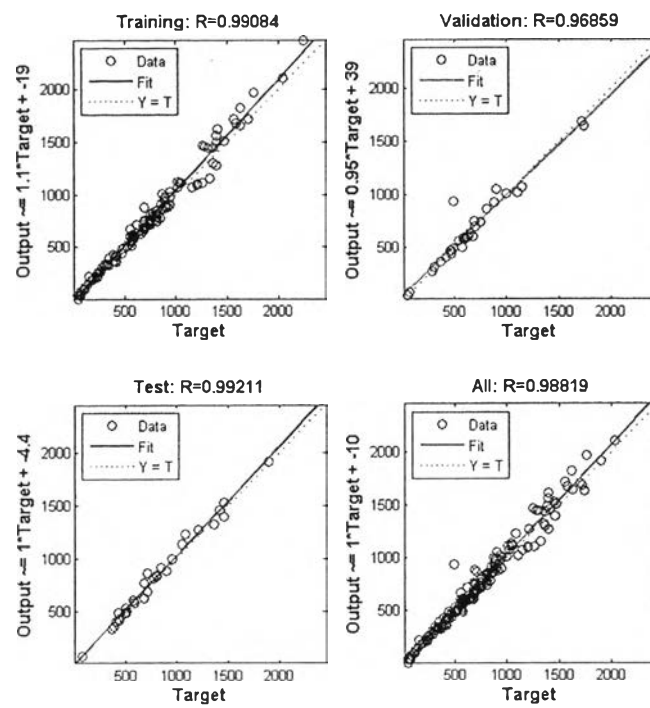 Training: R=0.99084
Output ~= 1.1*Target + -19
2000
1500
1000
500
Data
Fit
Y = T
500 1000 1500 2000
Target
Validation: R=0.96859
Output ~= 0.95*Target + 39
2000
1500
1000
500
Data
Fit
Y = T
500 1000 1500 2000
Target
Test: R=0.99211
Output ~= 1*Target + -4.4
2000
1500
1000
500
Data
Fit
Y = T
500 1000 1500 2000
Target
All: R=0.98819
Output ~= 1*Target + -10
2000
1500
1000
500
Data
Fit
Y = T
500 1000 1500 2000
Target